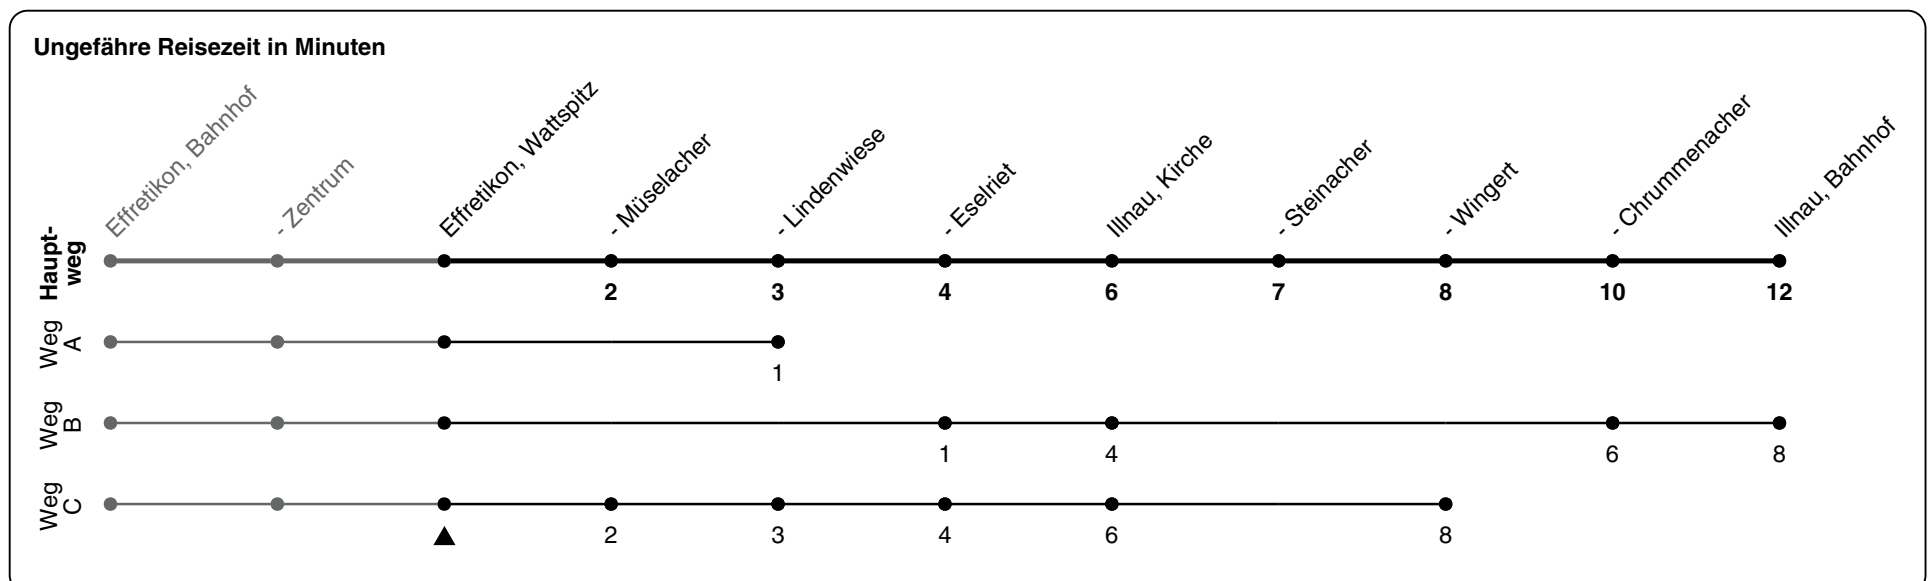 Ungefähre Reisezeit in Minuten
Effretikon, Bahnhof
- Zentrum
Effretikon, Wattspitz
- Müselacher
- Lindenwiese
- Eselriet
Illnau, Kirche
- Steinacher
- Wingert
- Chrummenacher
Illnau, Bahnhof
Haupt-
weg
2 3 4 6 7 8 10 12
Weg
A
1
Weg
B
1 4 6 8
Weg
C
2 3 4 6 8